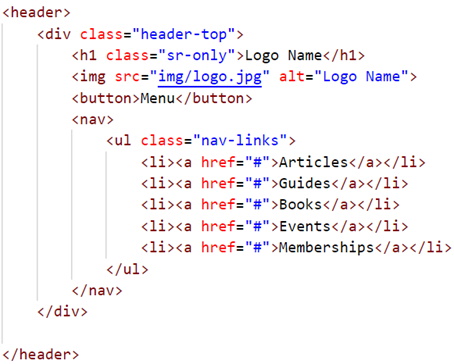 <header>
<div class="header-top">
<h1 class="sr-only">Logo Name</h1>
<img src="img/logo.jpg" alt="Logo Name">
<button>Menu</button>
<nav>
<ul class="nav-links">
<li><a href="#">Articles</a></li>
<li><a href="#">Guides</a></li>
<li><a href="#">Books</a></li>
<li><a href="#">Events</a></li>
<li><a href="#">Memberships</a></li>
</ul>
</nav>
</div>
</header>